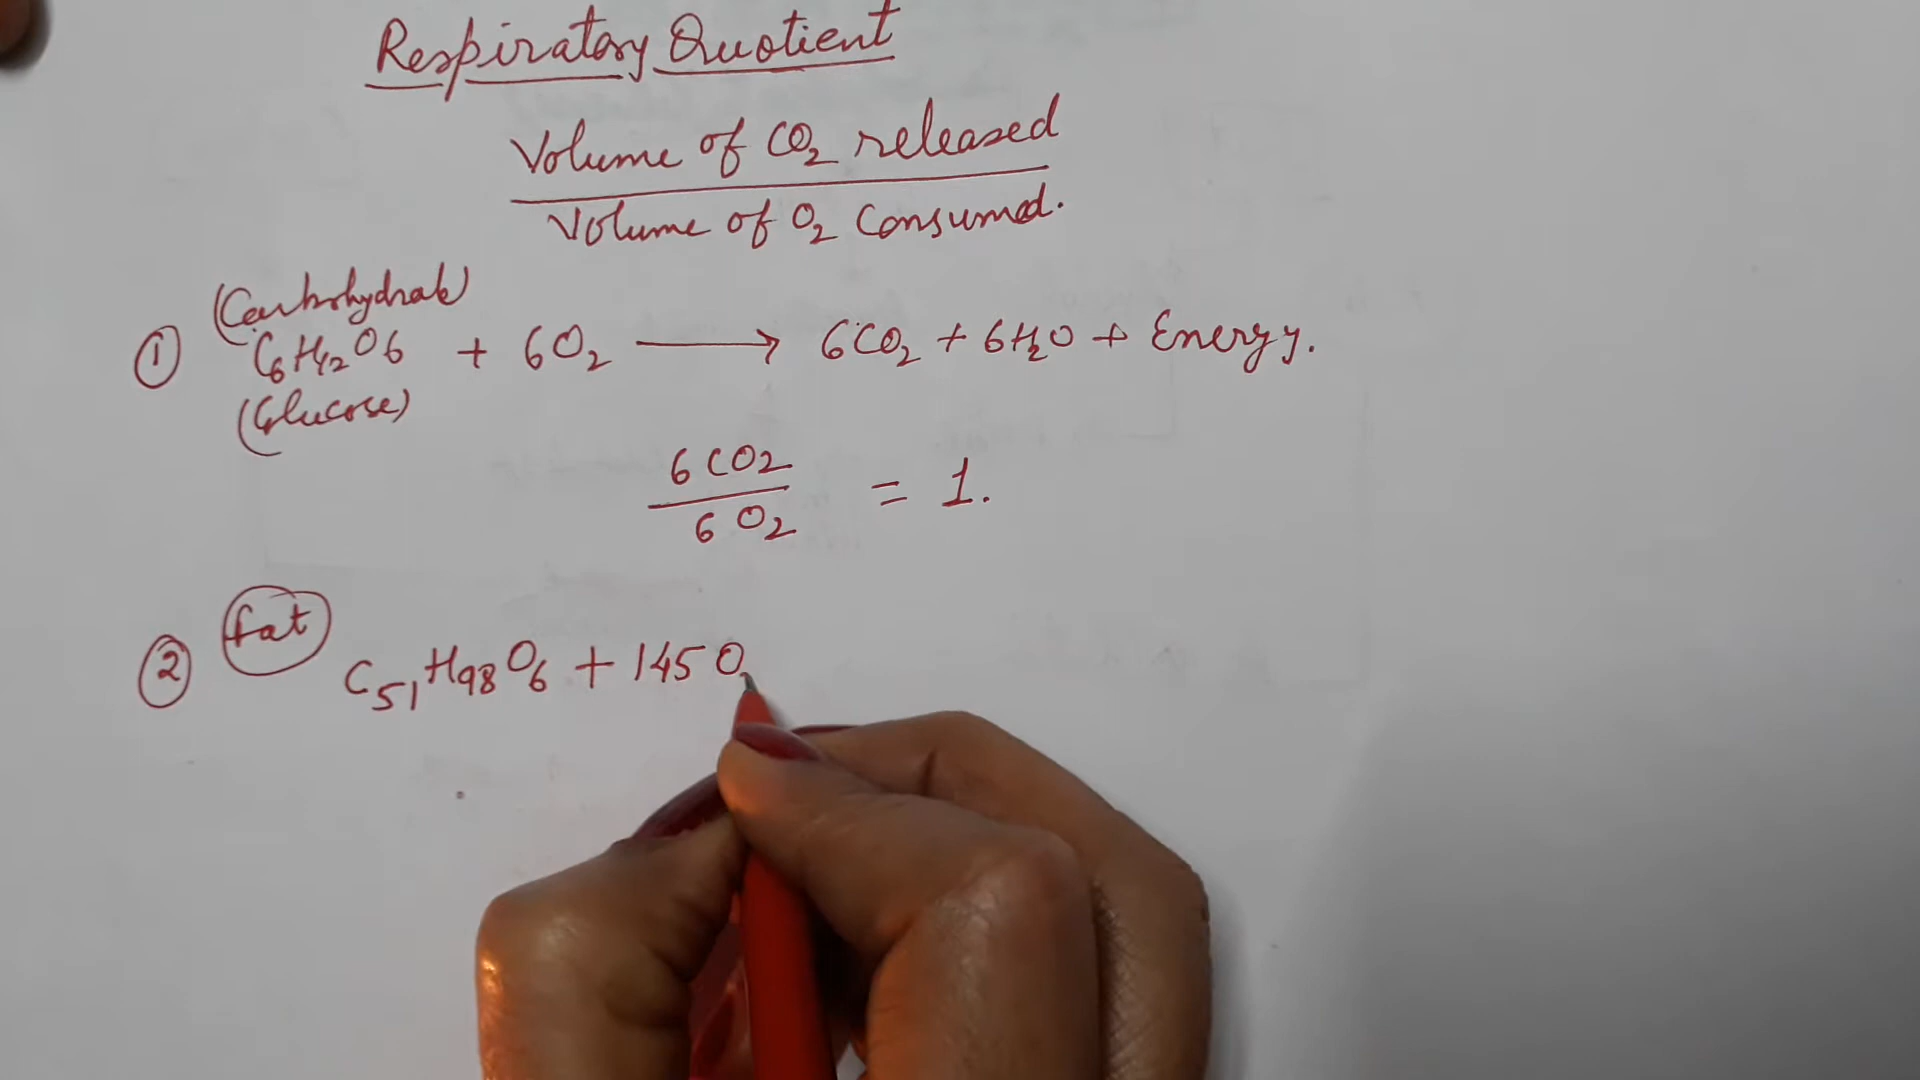 Respiratory Quotient
Volume of CO2 released
Volume of O2 Consumed.
(Carbohydrate)
① C6H12O6 + 6O2 → 6CO2 + 6H2O + Energy.
(Glucose)
6CO2
6O2 = 1.
② fat
C51H98O6 + 145 O